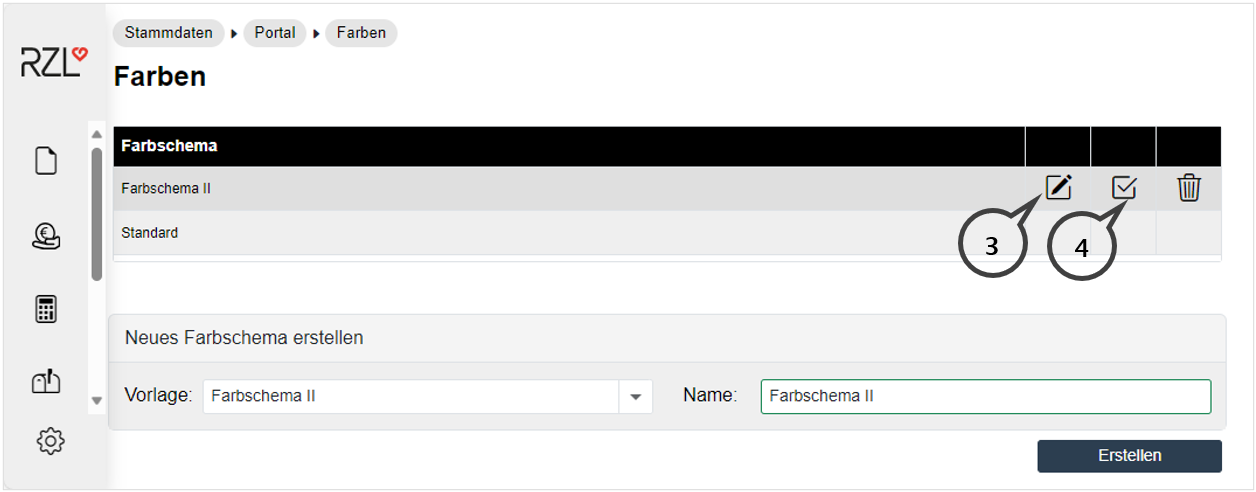 Stammdaten Portal Farben
RZL
Farben
Farbschema
Farbschema II
Standard
3
4
Neues Farbschema erstellen
Vorlage: Farbschema II Name: Farbschema II
Erstellen